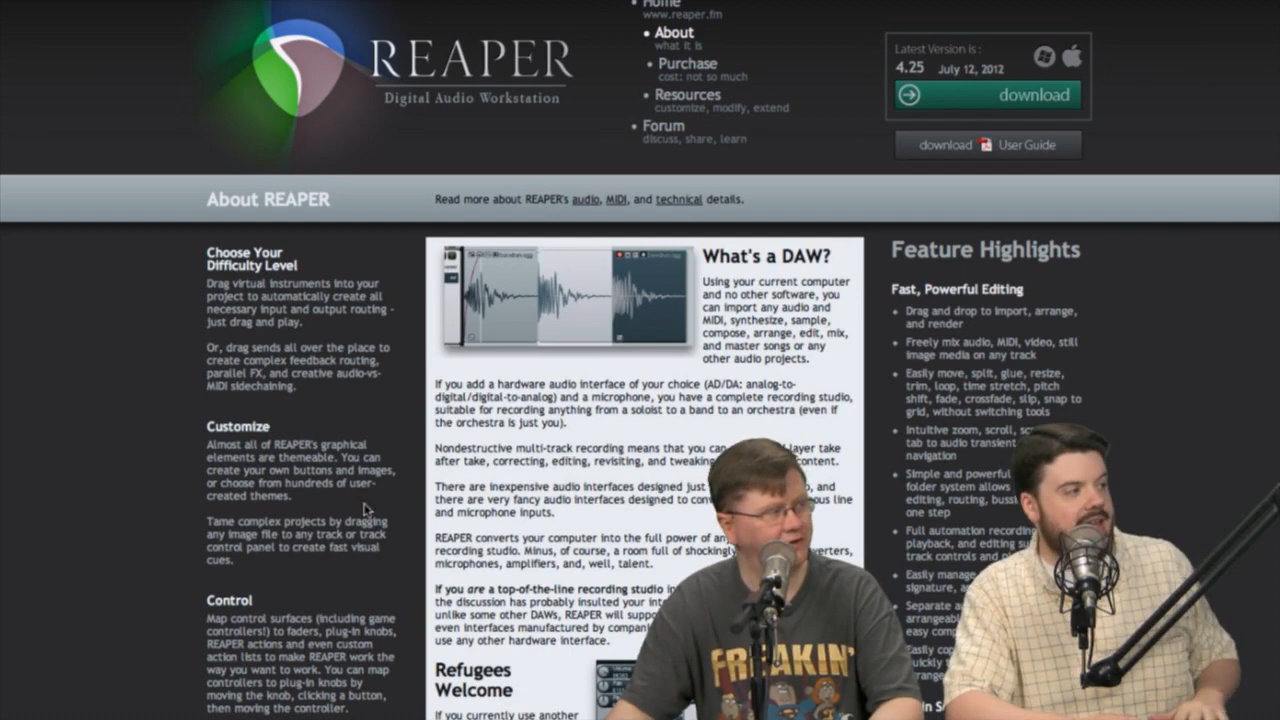 Home
www.reaper.fm
About
what it is
Purchase
cost: not so much
Resources
customize, modify, extend
Forum
discuss, share, learn
REAPER
Digital Audio Workstation
Latest Version is :
4.25 July 12, 2012
download
download User Guide
About REAPER
Read more about REAPER's audio, MIDI, and technical details.
Choose Your
Difficulty Level
Drag virtual instruments into your
project to automatically create all
necessary input and output routing -
just drag and play.
Or, drag sends all over the place to
create complex feedback routing,
parallel FX, and creative audio-vs-
MIDI sidechaining.
Customize
Almost all of REAPER's graphical
elements are themeable. You can
create your own buttons and images,
or choose from hundreds of user-
created themes.
Tame complex projects by dragging
any image file to any track or track
control panel to create fast visual
cues.
Control
Map control surfaces (including game
controllers!) to faders, plug-in knobs,
REAPER actions and even custom
action lists to make REAPER work the
way you want to work. You can map
controllers to plug-in knobs by
moving the knob, clicking a button,
then moving the controller.
What's a DAW?
Using your current computer
and no other software, you
can import any audio and
MIDI, synthesize, sample,
compose, arrange, edit, mix,
and master songs or any
other audio projects.
If you add a hardware audio interface of your choice (AD/DA: analog-to-
digital/digital-to-analog) and a microphone, you have a complete recording studio,
suitable for recording anything from a soloist to a band to an orchestra (even if
the orchestra is just you).
Nondestructive multi-track recording means that you can layer take
after take, correcting, editing, revisiting, and tweaking content.
There are inexpensive audio interfaces designed just and
there are very fancy audio interfaces designed to line
and microphone inputs.
REAPER converts your computer into the full power of
recording studio. Minus, of course, a room full of shockingly
microphones, amplifiers, and, well, talent.
If you are a top-of-the-line recording studio
the discussion has probably insulted your
unlike some other DAWs, REAPER will
even interfaces manufactured by
use any other hardware interface.
Refugees
Welcome
If you currently use another
Feature Highlights
Fast, Powerful Editing
Drag and drop to import, arrange,
and render
Freely mix audio, MIDI, video, still
image media on any track
Easily move, split, glue, resize,
trim, loop, time stretch, pitch
shift, fade, crossfade, slip, snap to
grid, without switching tools
Intuitive zoom, scroll,
tab to audio
navigation
Simple and powerful
folder system allows
editing, routing,
one step
Full automation recording
playback, and editing
track controls and
Easily manage
Separate
easy
Easily
FREAKIN'